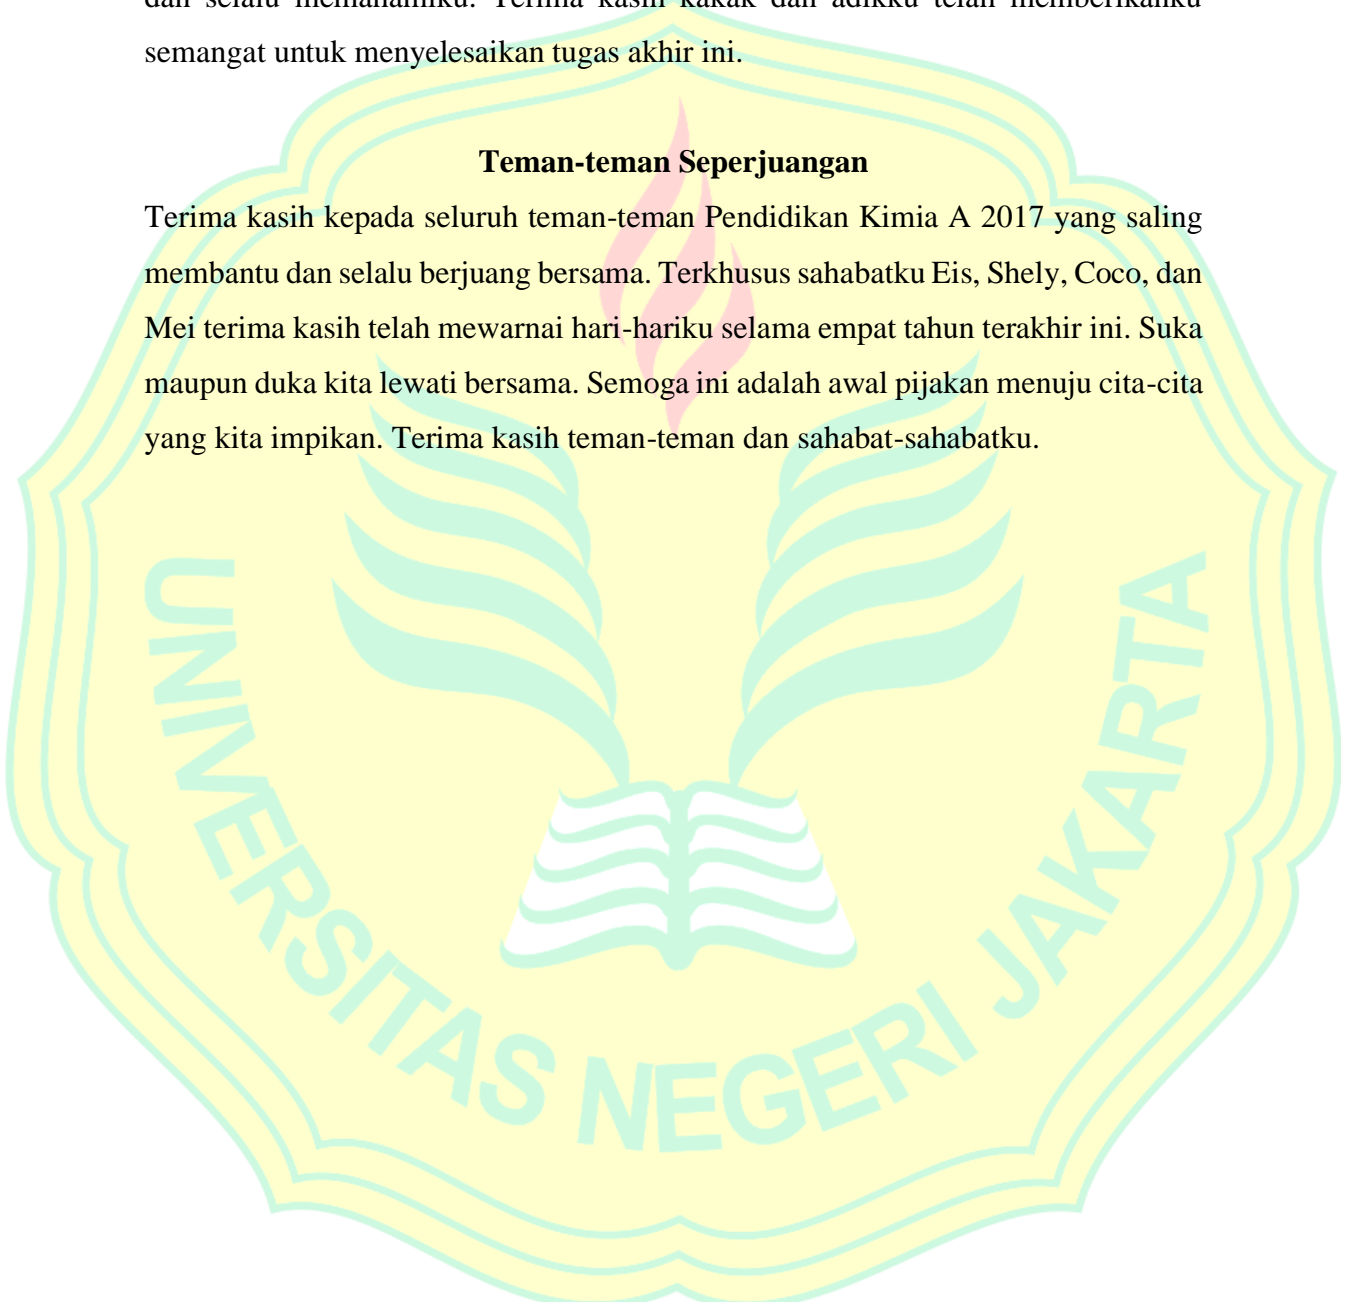 dan selalu memahamiku. Terima kasih kakak dan adikku telah memberikanku
semangat untuk menyelesaikan tugas akhir ini.
Teman-teman Seperjuangan
Terima kasih kepada seluruh teman-teman Pendidikan Kimia A 2017 yang saling
membantu dan selalu berjuang bersama. Terkhusus sahabatku Eis, Shely, Coco, dan
Mei terima kasih telah mewarnai hari-hariku selama empat tahun terakhir ini. Suka
maupun duka kita lewati bersama. Semoga ini adalah awal pijakan menuju cita-cita
yang kita impikan. Terima kasih teman-teman dan sahabat-sahabatku.
UNIVERSITAS NEGERI JAKARTA